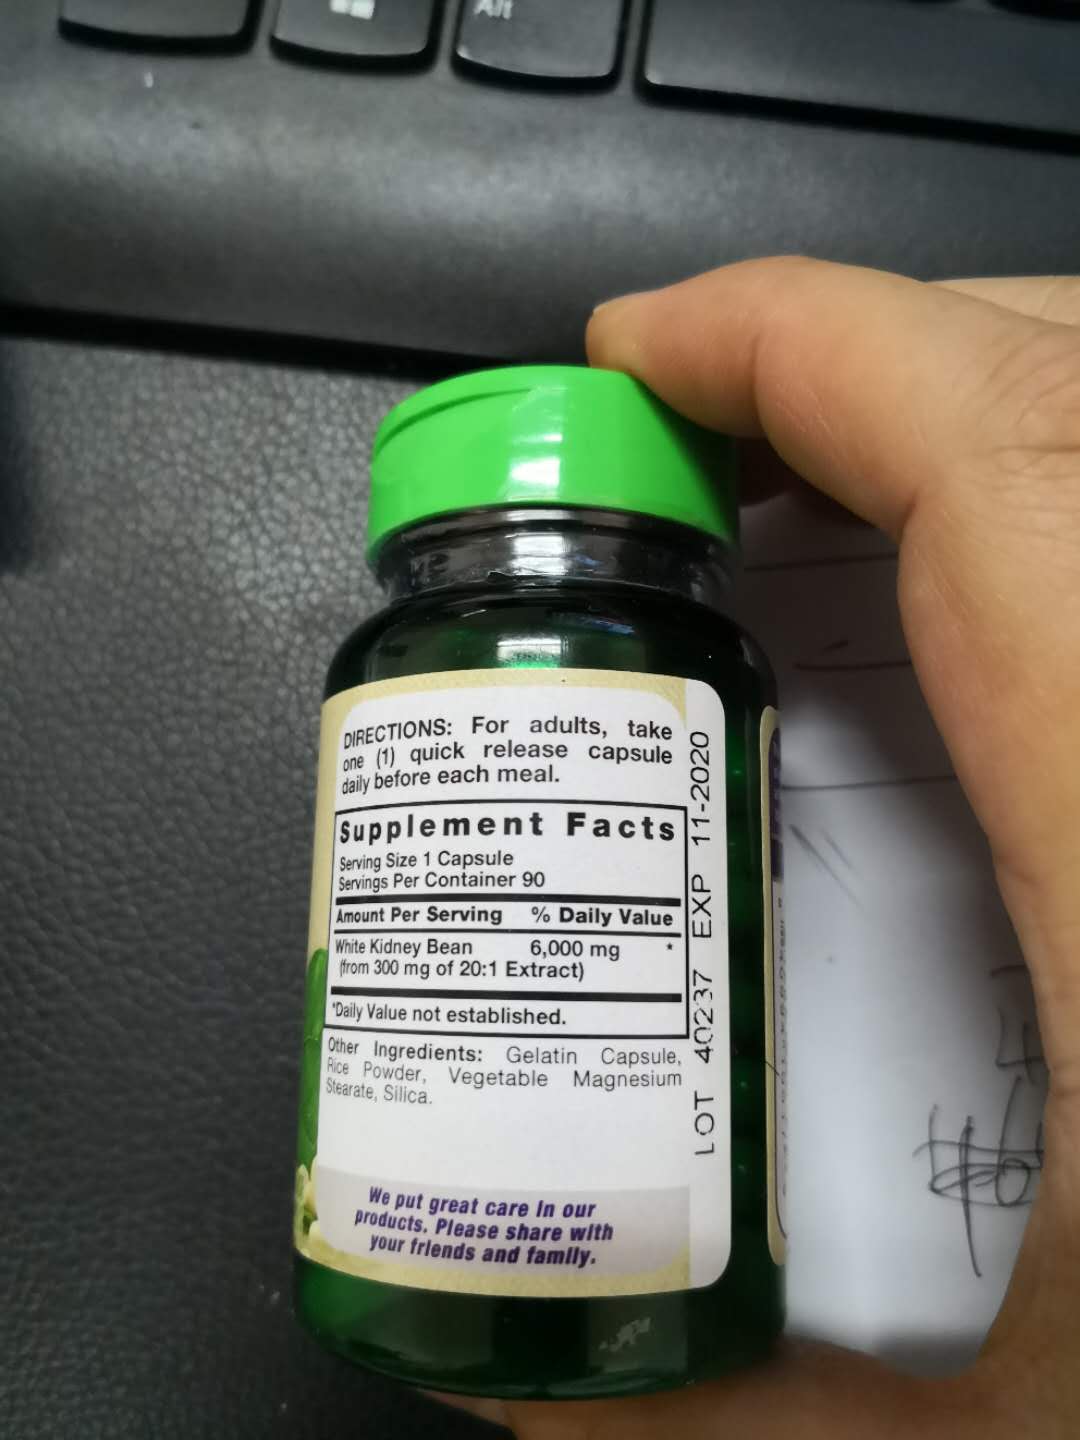 Alt
DIRECTIONS: For adults, take
one (1) quick release capsule
daily before each meal.
Supplement Facts
Serving Size 1 Capsule
Servings Per Container 90
Amount Per Serving % Daily Value
White Kidney Bean 6,000 mg *
(from 300 mg of 20:1 Extract)
*Daily Value not established.
Other Ingredients: Gelatin Capsule,
Rice Powder, Vegetable Magnesium
Stearate, Silica.
We put great care in our
products. Please share with
your friends and family.
LOT 40237 EXP 11-2020